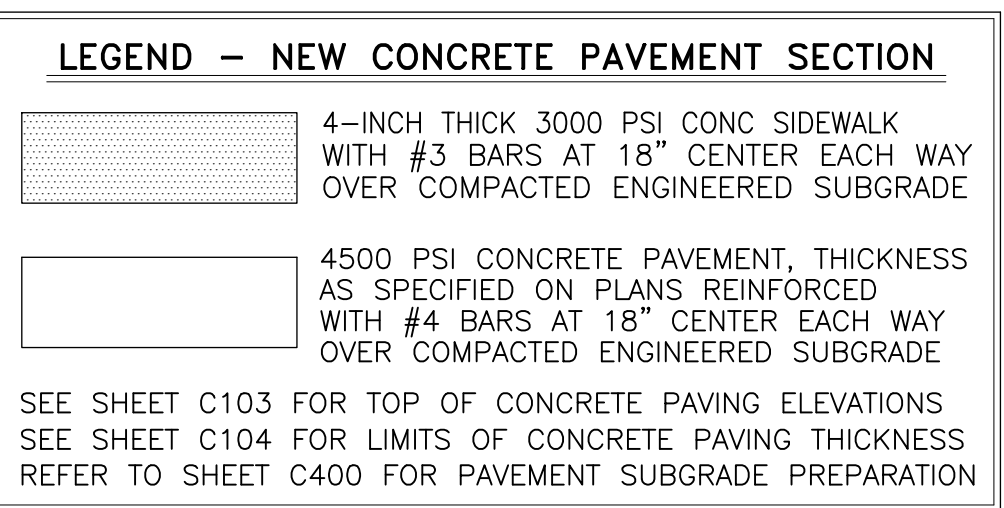 LEGEND – NEW CONCRETE PAVEMENT SECTION
4–INCH THICK 3000 PSI CONC SIDEWALK
WITH #3 BARS AT 18” CENTER EACH WAY
OVER COMPACTED ENGINEERED SUBGRADE
4500 PSI CONCRETE PAVEMENT, THICKNESS
AS SPECIFIED ON PLANS REINFORCED
WITH #4 BARS AT 18” CENTER EACH WAY
OVER COMPACTED ENGINEERED SUBGRADE
SEE SHEET C103 FOR TOP OF CONCRETE PAVING ELEVATIONS
SEE SHEET C104 FOR LIMITS OF CONCRETE PAVING THICKNESS
REFER TO SHEET C400 FOR PAVEMENT SUBGRADE PREPARATION